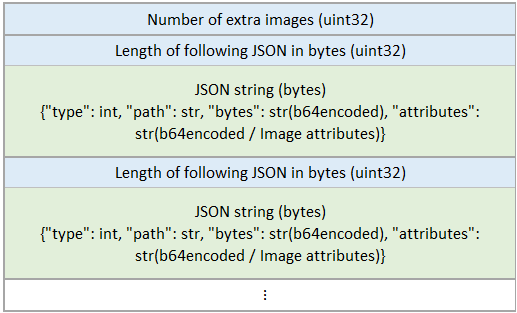 Number of extra images (uint32)
Length of following JSON in bytes (uint32)
JSON string (bytes)
{"type": int, "path": str, "bytes": str(b64encoded), "attributes":
str(b64encoded / Image attributes)}
Length of following JSON in bytes (uint32)
JSON string (bytes)
{"type": int, "path": str, "bytes": str(b64encoded), "attributes":
str(b64encoded / Image attributes)}
⋮